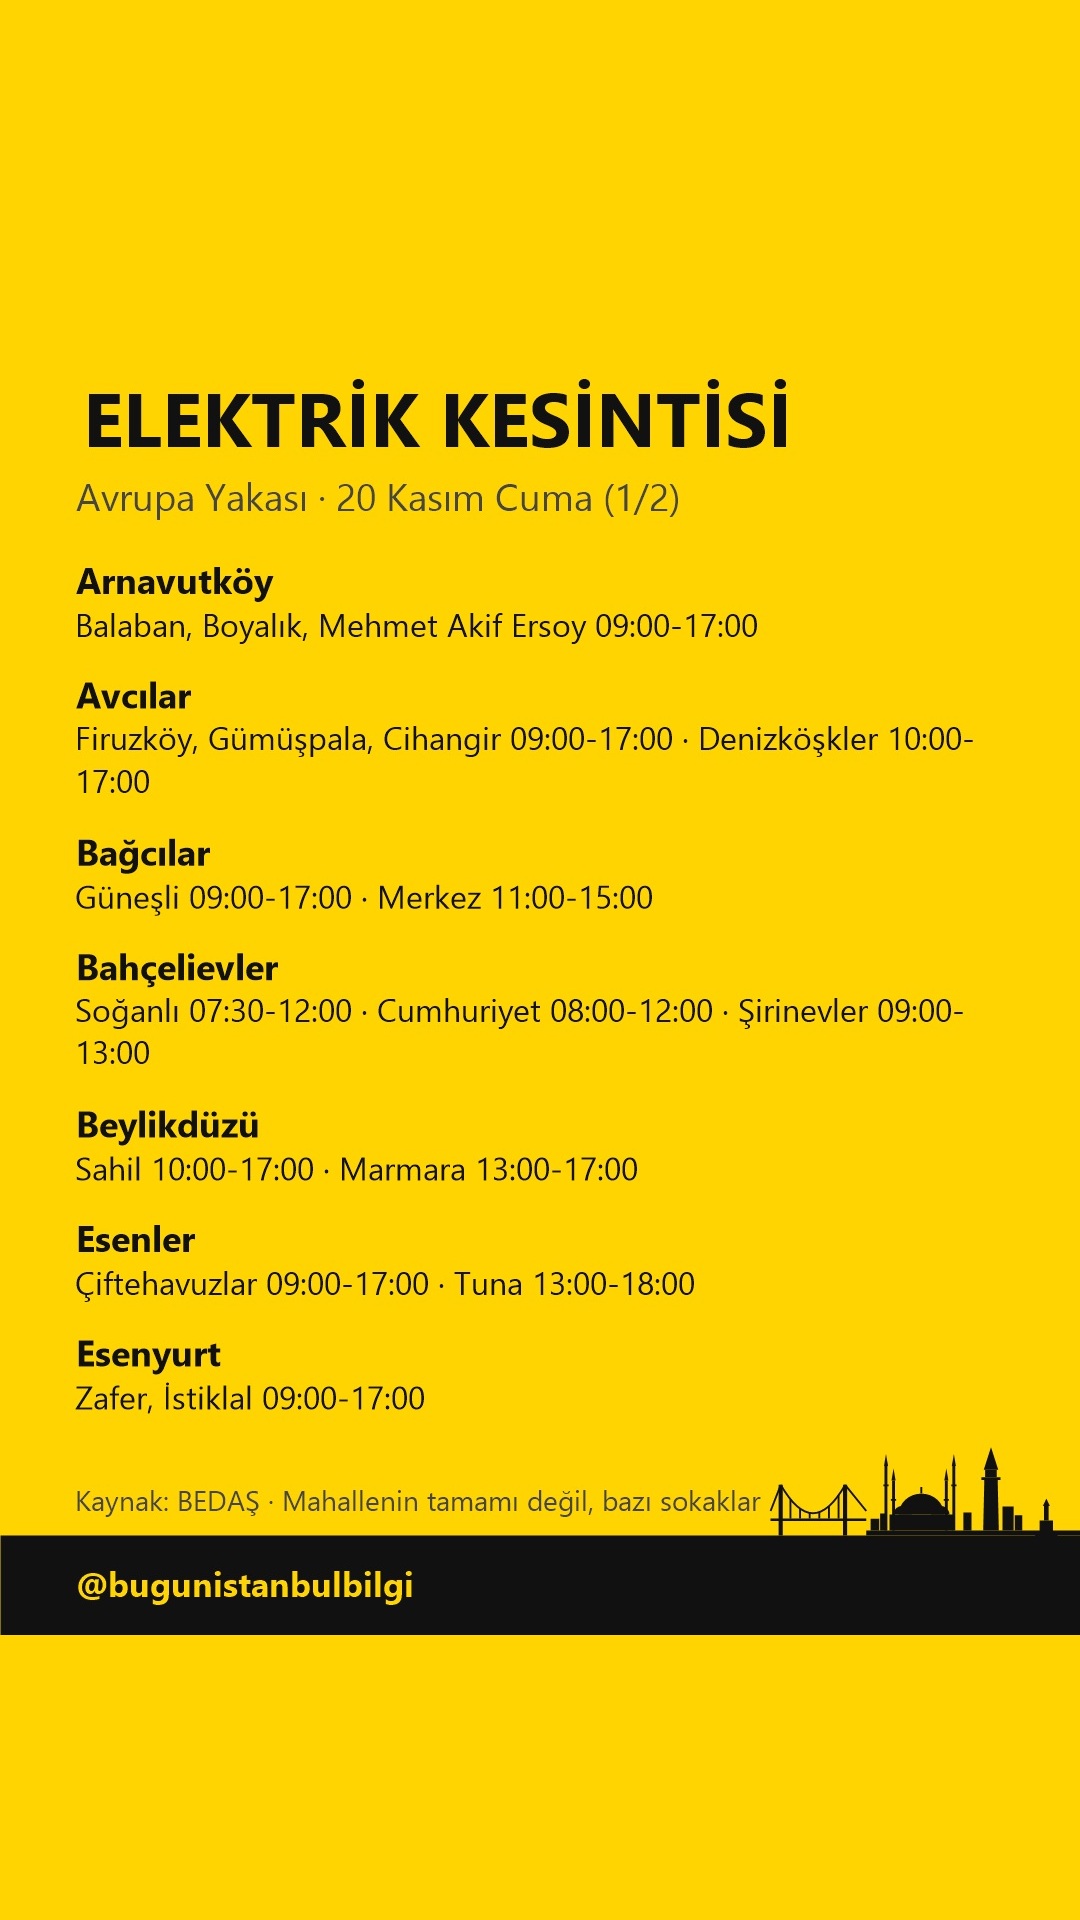 ELEKTRİK KESİNTİSİ
Avrupa Yakası · 20 Kasım Cuma (1/2)
Arnavutköy
Balaban, Boyalık, Mehmet Akif Ersoy 09:00-17:00
Avcılar
Firuzköy, Gümüşpala, Cihangir 09:00-17:00 · Denizköşkler 10:00-
17:00
Bağcılar
Güneşli 09:00-17:00 · Merkez 11:00-15:00
Bahçelievler
Soğanlı 07:30-12:00 · Cumhuriyet 08:00-12:00 · Şirinevler 09:00-
13:00
Beylikdüzü
Sahil 10:00-17:00 · Marmara 13:00-17:00
Esenler
Çiftehavuzlar 09:00-17:00 · Tuna 13:00-18:00
Esenyurt
Zafer, İstiklal 09:00-17:00
Kaynak: BEDAŞ · Mahallenin tamamı değil, bazı sokaklar
@bugunistanbulbilgi